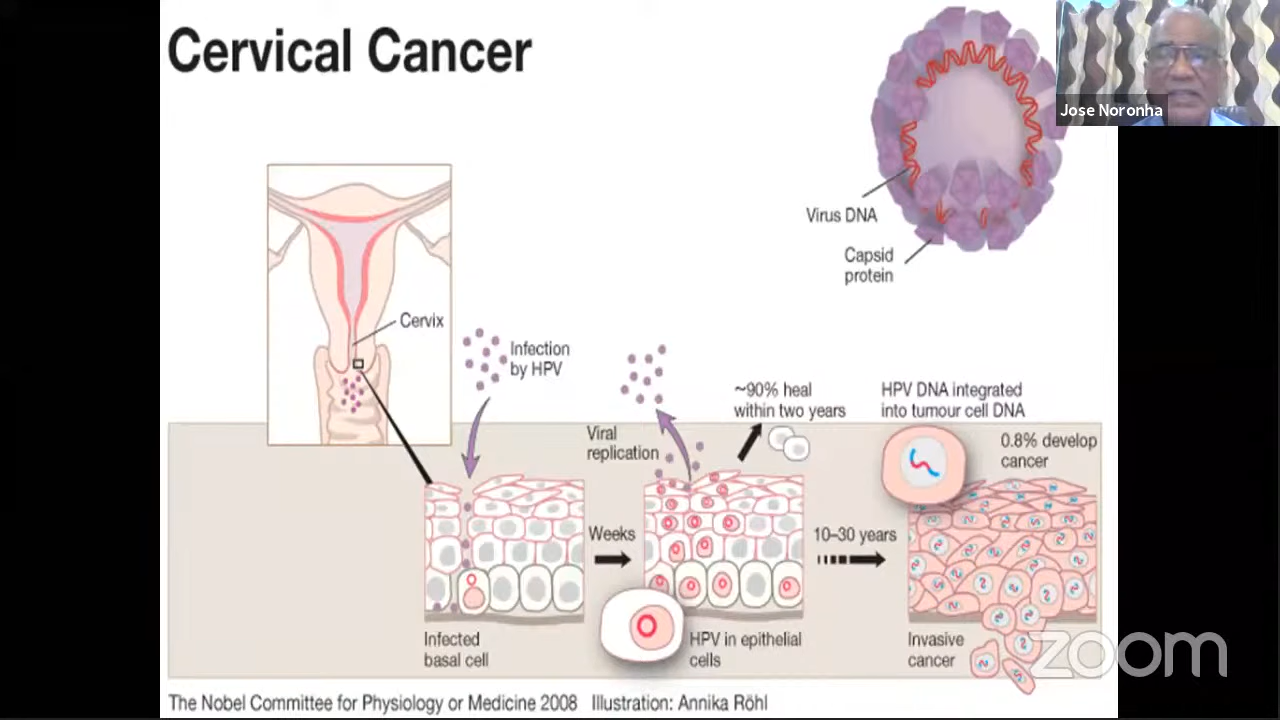 Cervical Cancer
Jose Noronha
Virus DNA
Capsid
protein
Cervix
Infection
by HPV
~90% heal
within two years
HPV DNA integrated
into tumour cell DNA
Viral
replication
0.8% develop
cancer
Weeks
10–30 years
Infected
basal cell
HPV in epithelial
cells
Invasive
cancer
zoom
The Nobel Committee for Physiology or Medicine 2008 Illustration: Annika Röhl